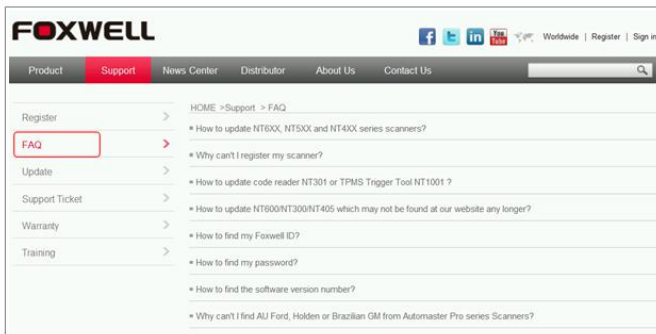 FOXWELL
f t in You Tube Worldwide | Register | Sign in
Product Support News Center Distributor About Us Contact Us
HOME >Support > FAQ
Register >
FAQ >
Update >
Support Ticket >
Warranty >
Training >
How to update NT6XX, NT5XX and NT4XX series scanners?
Why can't I register my scanner?
How to update code reader NT301 or TPMS Trigger Tool NT1001 ?
How to update NT600/NT300/NT405 which may not be found at our website any longer?
How to find my Foxwell ID?
How to find my password?
How to find the software version number?
Why can't I find AU Ford, Holden or Brazilian GM from Automaster Pro series Scanners?